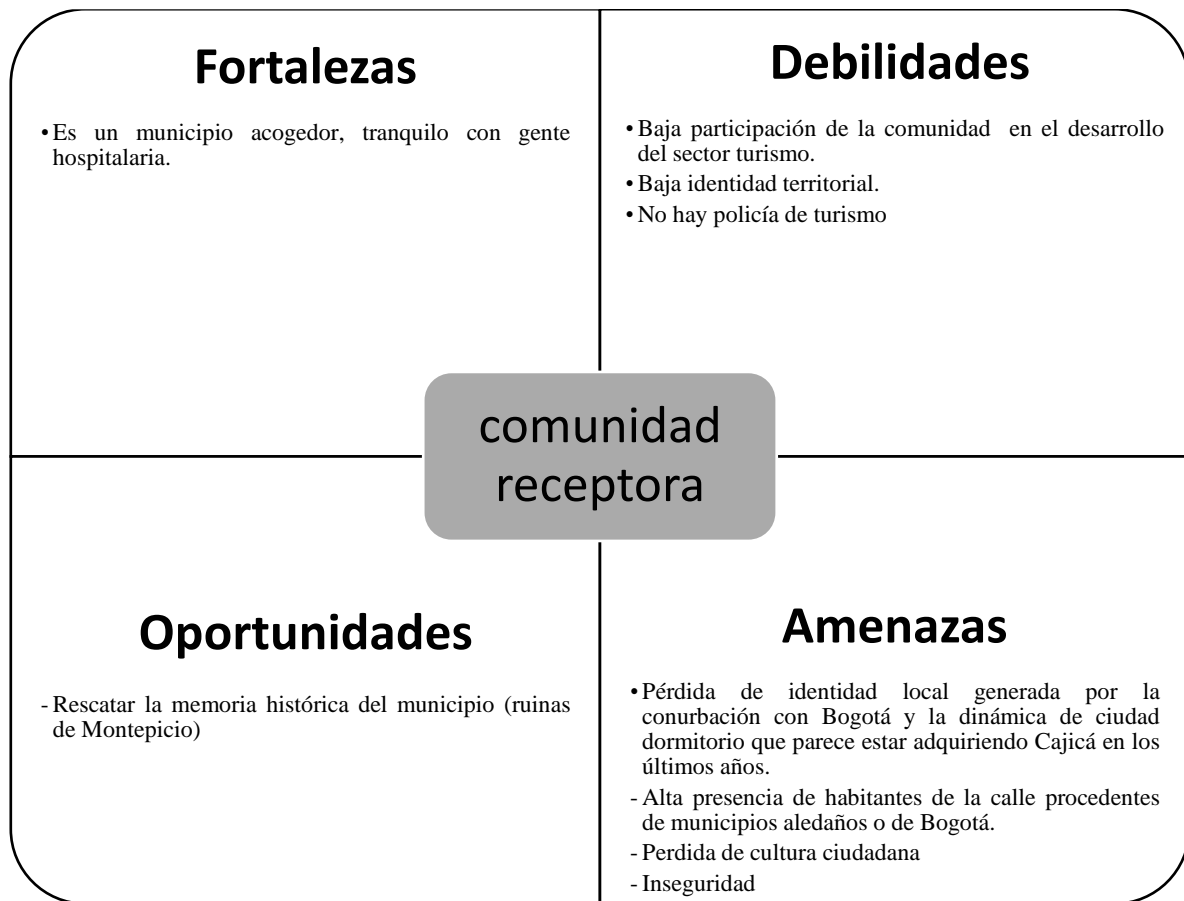 Fortalezas
• Es un municipio acogedor, tranquilo con gente
hospitalaria.
Debilidades
• Baja participación de la comunidad en el desarrollo
del sector turismo.
• Baja identidad territorial.
• No hay policía de turismo
comunidad
receptora
Oportunidades
- Rescatar la memoria histórica del municipio (ruinas
de Montepicio)
Amenazas
• Pérdida de identidad local generada por la
conurbación con Bogotá y la dinámica de ciudad
dormitorio que parece estar adquiriendo Cajicá en los
últimos años.
- Alta presencia de habitantes de la calle procedentes
de municipios aledaños o de Bogotá.
- Perdida de cultura ciudadana
- Inseguridad